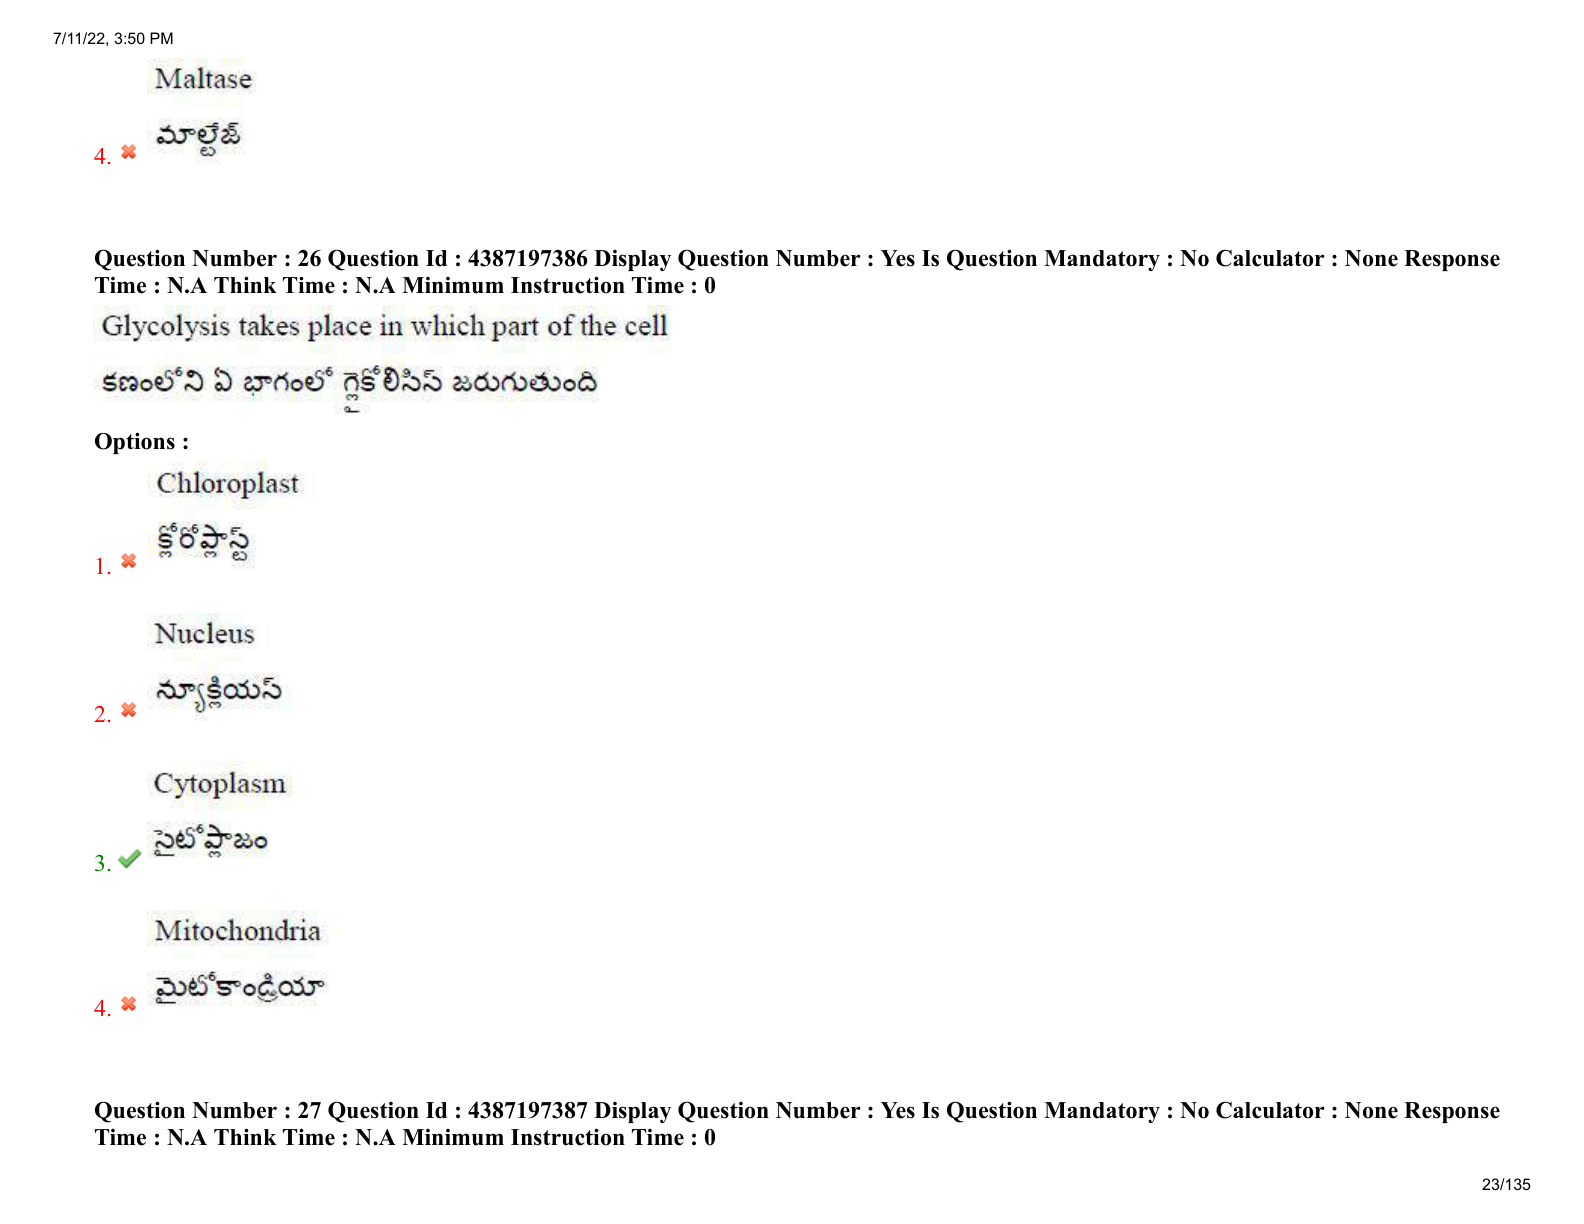 7/11/22, 3:50 PM
Maltase
మాల్టేజ్
4.
Question Number : 26 Question Id : 4387197386 Display Question Number : Yes Is Question Mandatory : No Calculator : None Response
Time : N.A Think Time : N.A Minimum Instruction Time : 0
Glycolysis takes place in which part of the cell
కణంలోని ఏ భాగంలో గ్లైకోలిసిస్ జరుగుతుంది
Options :
Chloroplast
క్లోరోప్లాస్ట్
1.
Nucleus
న్యూక్లియస్
2.
Cytoplasm
సైటోప్లాజం
3.
Mitochondria
మైటోకాండ్రియా
4.
Question Number : 27 Question Id : 4387197387 Display Question Number : Yes Is Question Mandatory : No Calculator : None Response
Time : N.A Think Time : N.A Minimum Instruction Time : 0
23/135